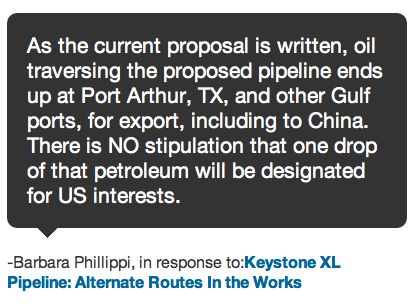 As the current proposal is written, oil
traversing the proposed pipeline ends
up at Port Arthur, TX, and other Gulf
ports, for export, including to China.
There is NO stipulation that one drop
of that petroleum will be designated
for US interests.
-Barbara Phillippi, in response to:Keystone XL
Pipeline: Alternate Routes In the Works